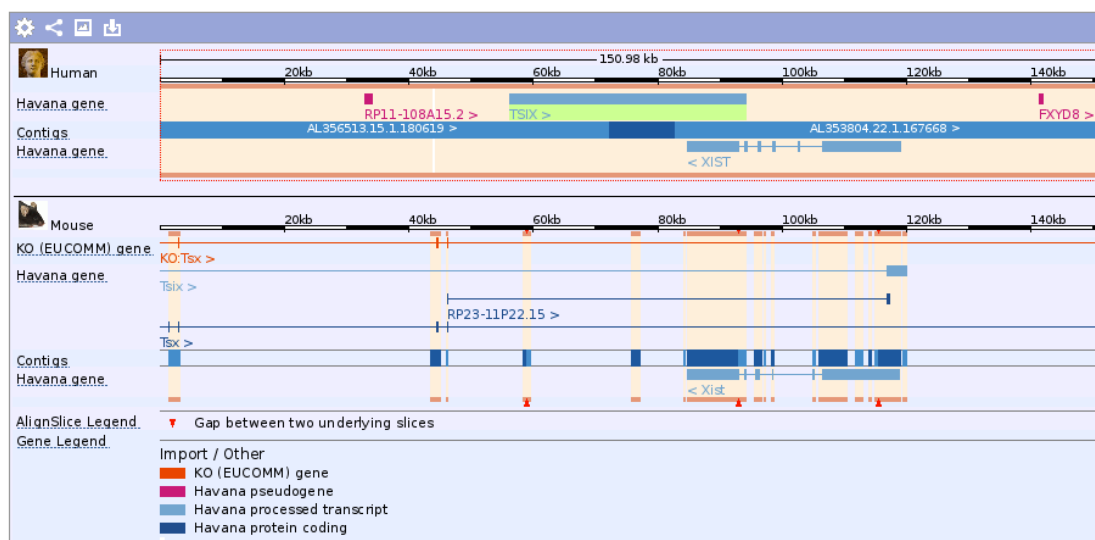 150.98 kb
Human
20kb 40kb 60kb 80kb 100kb 120kb 140kb
Havana gene
RP11-108A15.2 > TSIX > FXYD8 >
Contigs AL356513.15.1.180619 > AL353804.22.1.167668 >
Havana gene
< XIST
Mouse
20kb 40kb 60kb 80kb 100kb 120kb 140kb
KO (EUCOMM) gene
KO:Tsx >
Havana gene
Tsix >
RP23-11P22.15 >
Tsx >
Contigs
Havana gene
< Xist
AlignSlice Legend Gap between two underlying slices
Gene Legend
Import / Other
KO (EUCOMM) gene
Havana pseudogene
Havana processed transcript
Havana protein coding